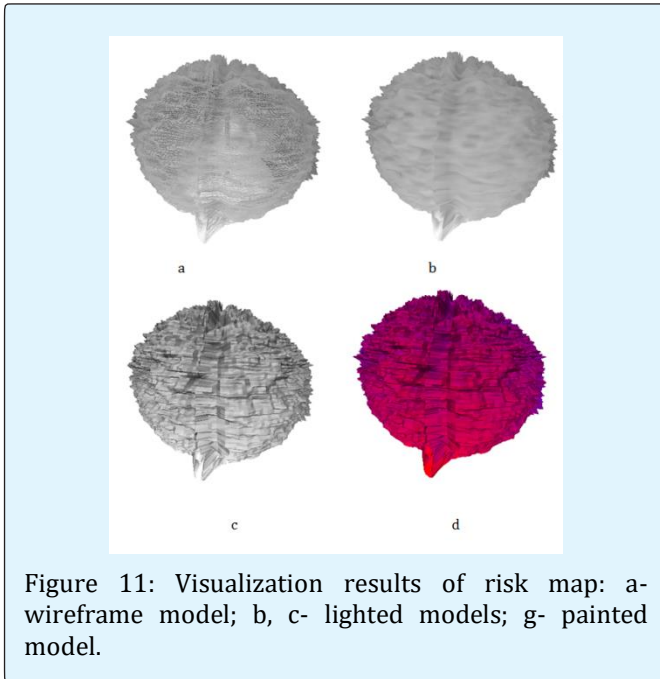 a b
c d
Figure 11: Visualization results of risk map: a-
wireframe model; b, c- lighted models; g- painted
model.